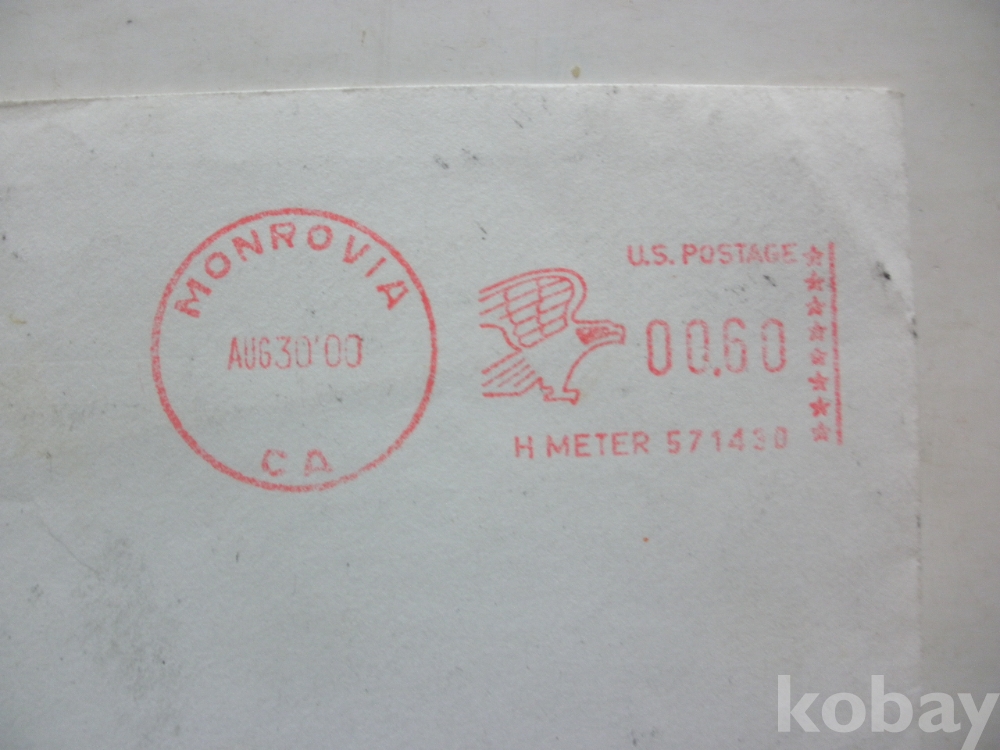 MONROVIA
AUG30'00
CA
U.S. POSTAGE
00.60
H METER 571430
kobay